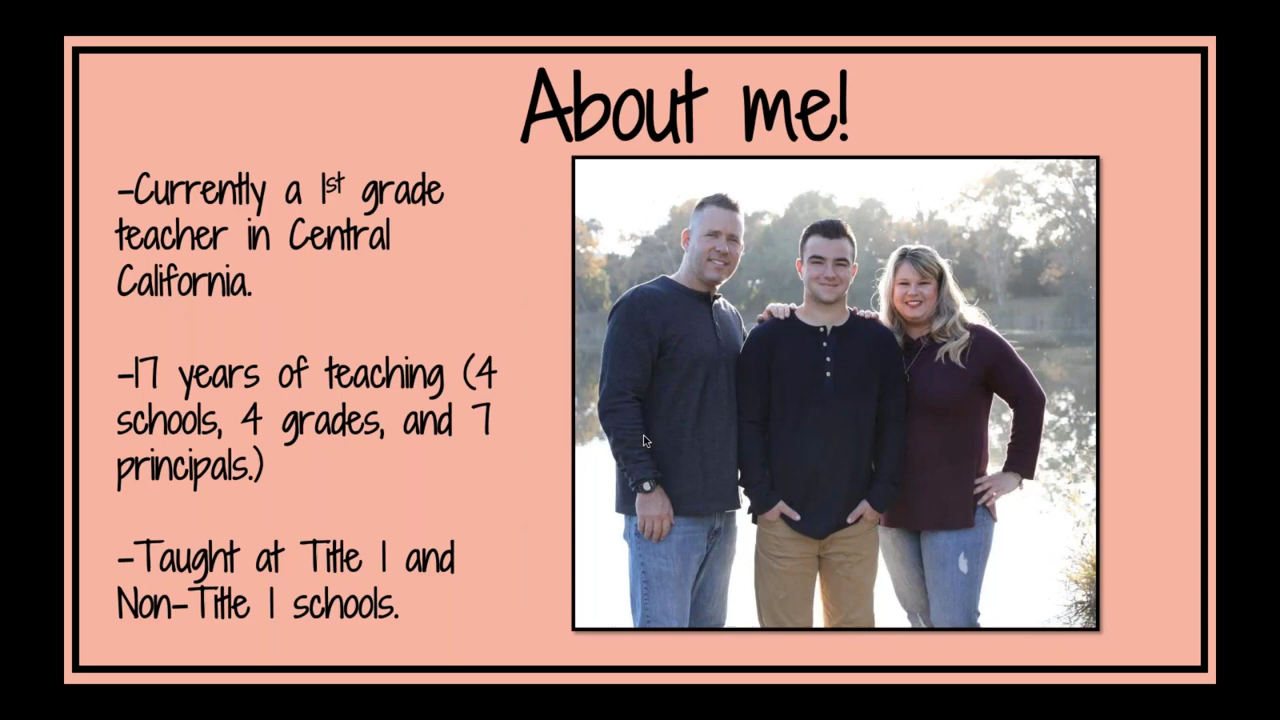 About me!
-Currently a 1st grade
teacher in Central
California.
-17 years of teaching (4
schools, 4 grades, and 7
principals.)
-Taught at Title 1 and
Non-Title 1 schools.